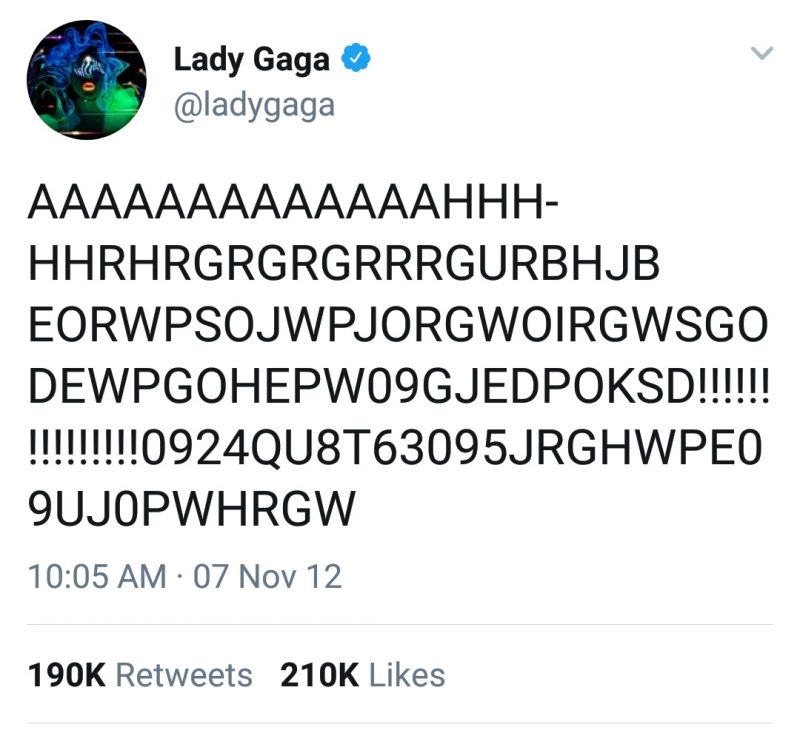 Lady Gaga
@ladygaga
AAAAAAAAAAAAAHHH-
HHRHRGRGRGRRRGURBHJB
EORWPSOJWPJORGWOIRGWSGO
DEWPGOHEPW09GJEDPOKSD!!!!!!
!!!!!!!!!0924QU8T63095JRGHWPE0
9UJ0PWHRGW
10:05 AM · 07 Nov 12
190K Retweets 210K Likes